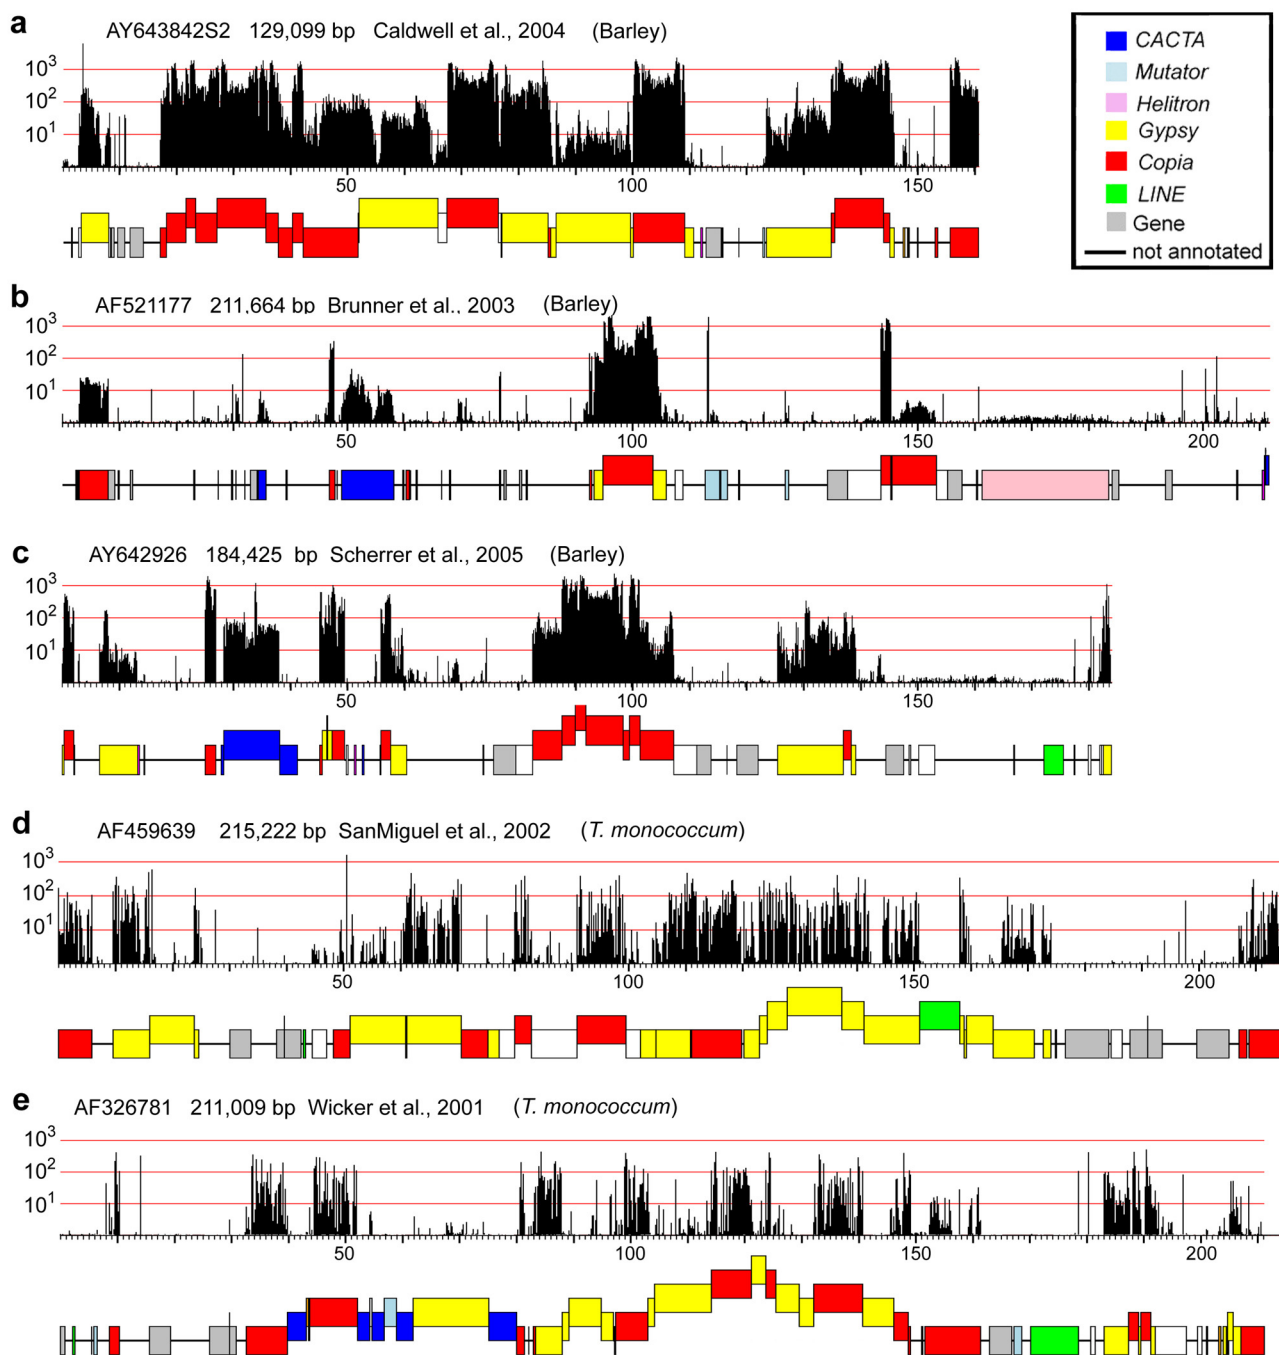 a
AY643842S2 129,099 bp Caldwell et al., 2004 (Barley)
10³
10²
10¹
50 100 150
CACTA
Mutator
Helitron
Gypsy
Copia
LINE
Gene
not annotated
b
AF521177 211,664 bp Brunner et al., 2003 (Barley)
10³
10²
10¹
50 100 150 200
c
AY642926 184,425 bp Scherrer et al., 2005 (Barley)
10³
10²
10¹
50 100 150
d
AF459639 215,222 bp SanMiguel et al., 2002 (T. monococcum)
10³
10²
10¹
50 100 150 200
e
AF326781 211,009 bp Wicker et al., 2001 (T. monococcum)
10³
10²
10¹
50 100 150 200